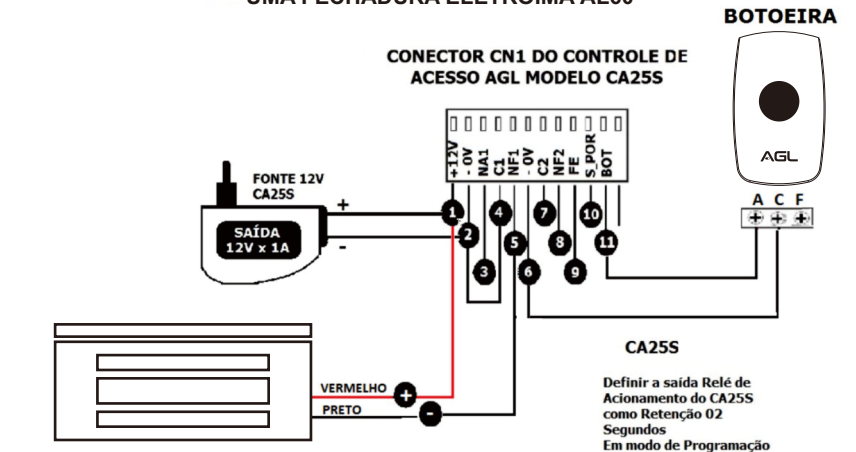 UMA FECHADURA ELETROÍMÃ
BOTOEIRA
CONECTOR CN1 DO CONTROLE DE
ACESSO AGL MODELO CA25S
+12V
- 0V
NA1
C1
NF1
- 0V
C2
NF2
FE
S_POR
BOT
AGL
FONTE 12V
CA25S
+
-
SAÍDA
12V x 1A
A C F
1
2
3
4
5
6
7
8
9
10
11
VERMELHO +
PRETO -
CA25S
Definir a saída Relé de
Acionamento do CA25S
como Retenção 02
Segundos
Em modo de Programação